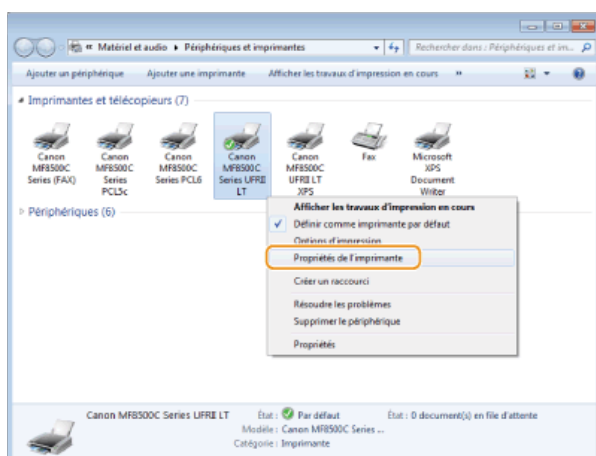 « Matériel et audio ▸ Périphériques et imprimantes
Rechercher dans : Périphériques et im...
Ajouter un périphérique Ajouter une imprimante Afficher les travaux d'impression en cours »
Imprimantes et télécopieurs (7)
Canon MF8500C Series (FAX)
Canon MF8500C Series PCL5c
Canon MF8500C Series PCL6
Canon MF8500C Series UFRII LT
Canon MF8500C UFRII LT XPS
Fax
Microsoft XPS Document Writer
Périphériques (6)
Afficher les travaux d'impression en cours
Définir comme imprimante par défaut
Options d'impression
Propriétés de l'imprimante
Créer un raccourci
Résoudre les problèmes
Supprimer le périphérique
Propriétés
Canon MF8500C Series UFRII LT État : Par défaut État : 0 document(s) en file d'attente
Modèle : Canon MF8500C Series ...
Catégorie : Imprimante